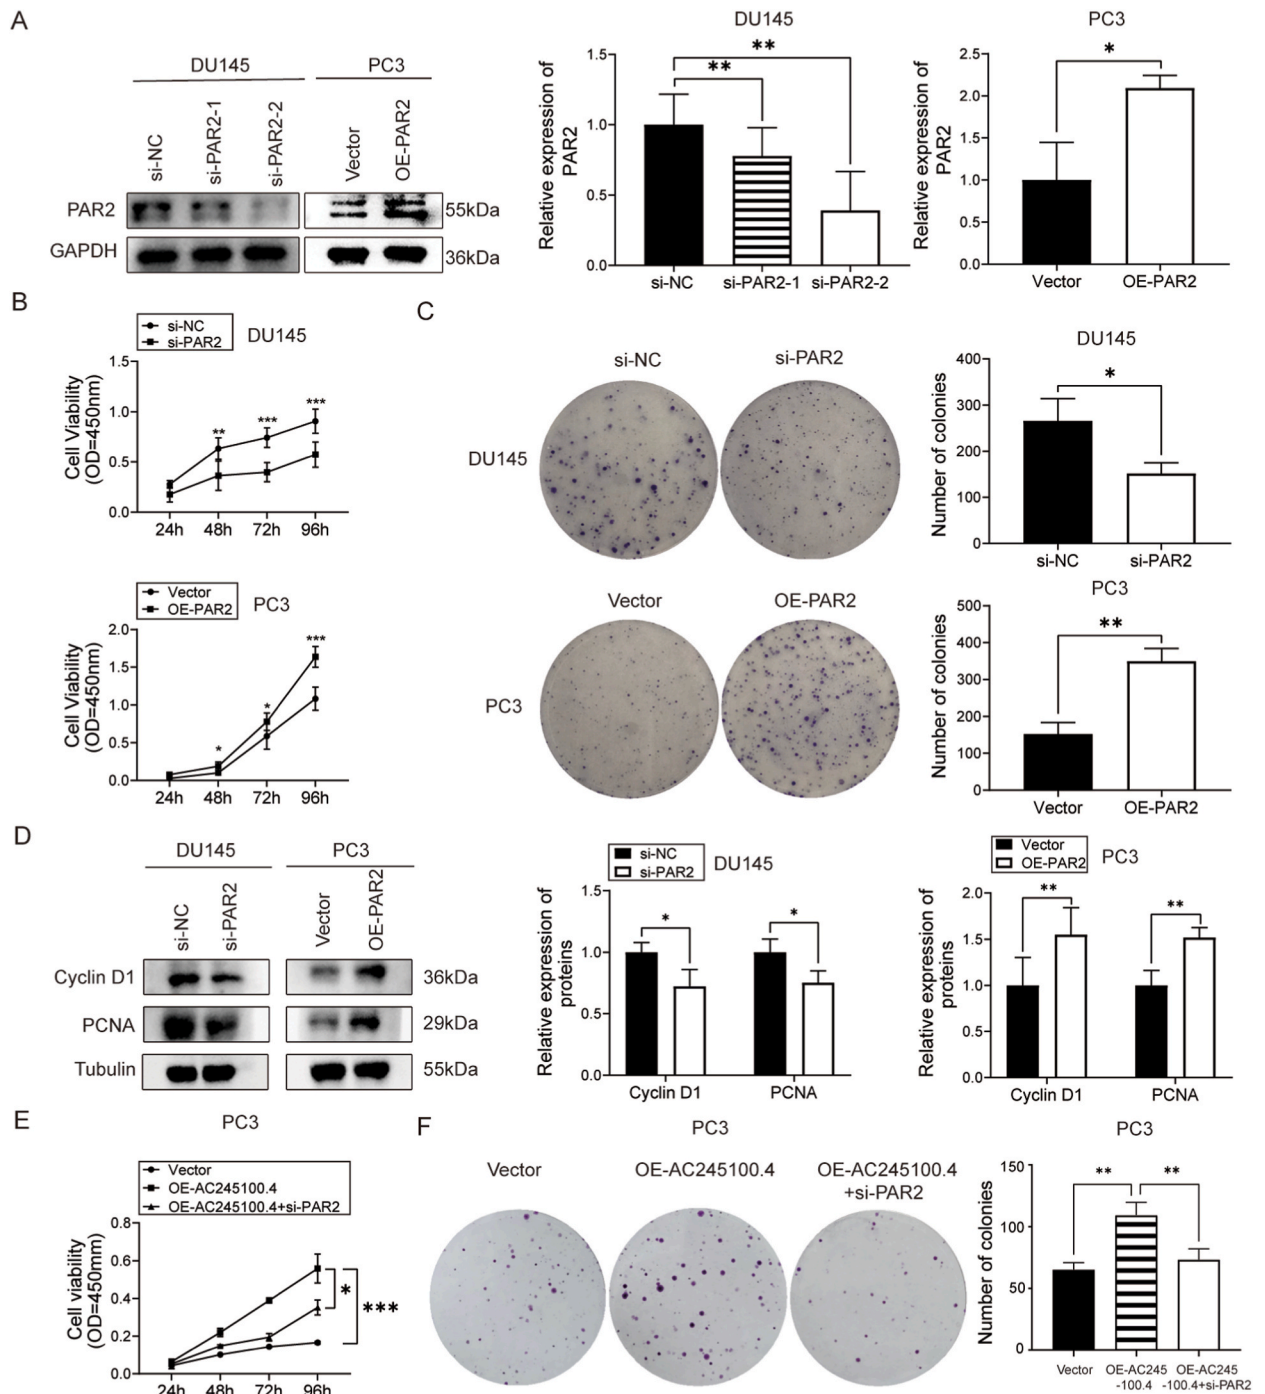 A
DU145
PC3
si-NC
si-PAR2-1
si-PAR2-2
Vector
OE-PAR2
PAR2
55kDa
GAPDH
36kDa
DU145
Relative expression of
PAR2
1.5
1.0
0.5
0.0
**
**
si-NC
si-PAR2-1
si-PAR2-2
PC3
Relative expression of
PAR2
2.5
2.0
1.5
1.0
0.5
0.0
*
Vector
OE-PAR2
B
si-NC
si-PAR2
DU145
Cell Viability
(OD=450nm)
1.5
1.0
0.5
0.0
**
***
***
24h
48h
72h
96h
Vector
OE-PAR2
PC3
Cell Viability
(OD=450nm)
2.0
1.5
1.0
0.5
0.0
*
*
***
24h
48h
72h
96h
C
si-NC
si-PAR2
DU145
Vector
OE-PAR2
PC3
DU145
Number of colonies
400
300
200
100
0
*
si-NC
si-PAR2
PC3
Number of colonies
500
400
300
200
100
0
**
Vector
OE-PAR2
D
DU145
PC3
si-NC
si-PAR2
Vector
OE-PAR2
Cyclin D1
36kDa
PCNA
29kDa
Tubulin
55kDa
si-NC
si-PAR2
DU145
Relative expression of
proteins
1.5
1.0
0.5
0.0
*
*
Cyclin D1
PCNA
Vector
OE-PAR2
PC3
Relative expression of
proteins
2.0
1.5
1.0
0.5
0.0
**
**
Cyclin D1
PCNA
E
PC3
Vector
OE-AC245100.4
OE-AC245100.4+si-PAR2
Cell viability
(OD=450mm)
0.8
0.6
0.4
0.2
0.0
*
***
24h
48h
72h
96h
F
PC3
Vector
OE-AC245100.4
OE-AC245100.4
+si-PAR2
PC3
Number of colonies
150
100
50
0
**
**
Vector
OE-AC245
-100.4
OE-AC245
-100.4+si-PAR2